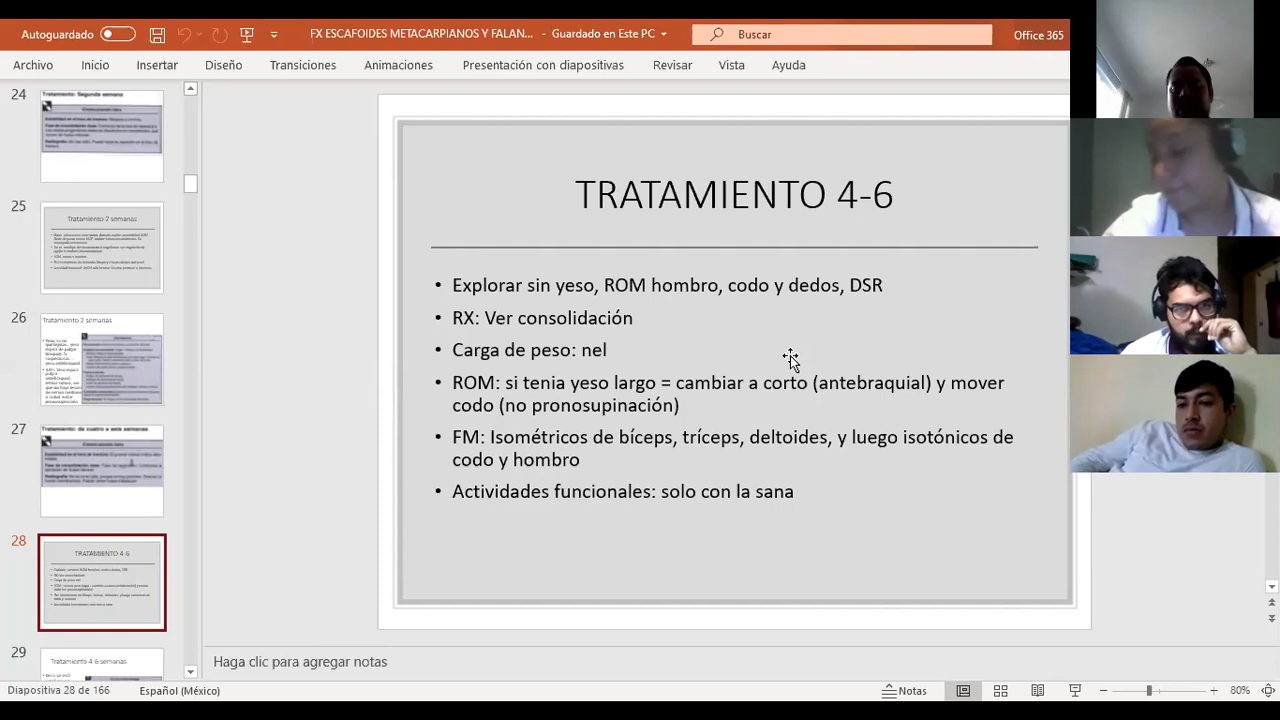 Autoguardado
FX ESCAFOIDES METACARPIANOS Y FALAN... - Guardado en Este PC
Buscar
Office 365
Archivo Inicio Insertar Diseño Transiciones Animaciones Presentación con diapositivas Revisar Vista Ayuda
24
Tratamiento: Segunda semana
25
Tratamiento 2 semanas
26
Tratamiento 2 semanas
27
Tratamiento: de cuatro a seis semanas
28
TRATAMIENTO 4-6
29
Tratamiento 4-6 semanas
TRATAMIENTO 4-6
• Explorar sin yeso, ROM hombro, codo y dedos, DSR
• RX: Ver consolidación
• Carga de peso: nel
• ROM: si tenía yeso largo = cambiar a corto (antebraquial) y mover
codo (no pronosupinación)
• FM: Isométricos de bíceps, tríceps, deltoides, y luego isotónicos de
codo y hombro
• Actividades funcionales: solo con la sana
Haga clic para agregar notas
Diapositiva 28 de 166 Español (México) Notas 80%